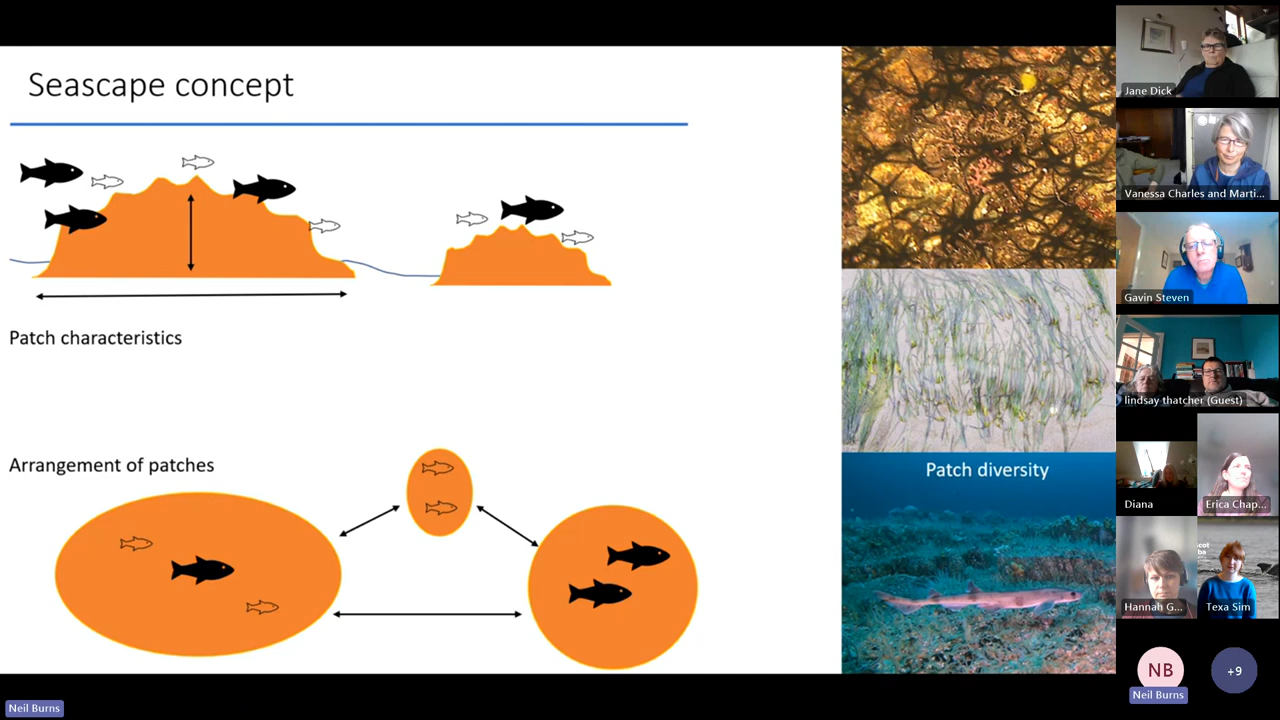 Seascape concept
Patch characteristics
Arrangement of patches
Patch diversity
Jane Dick
Vanessa Charles and Marti...
Gavin Steven
lindsay thatcher (Guest)
Diana
Erica Chap...
Hannah G...
Texa Sim
NB
+9
Neil Burns
Neil Burns